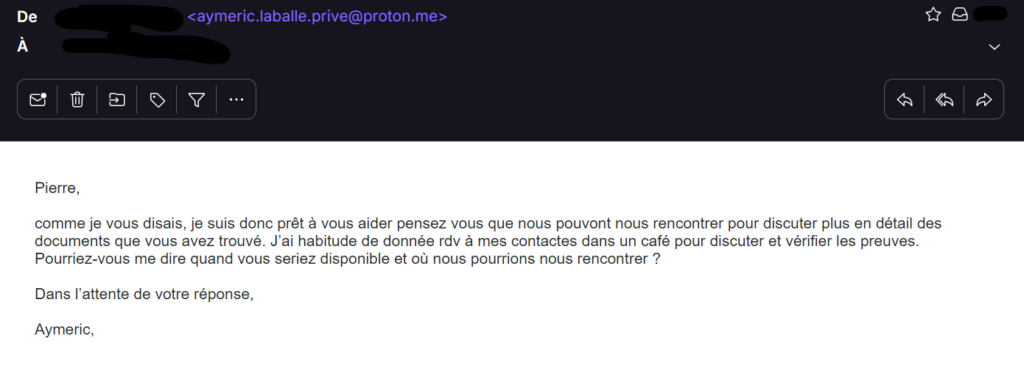 De <aymeric.laballe.prive@proton.me>
À
Pierre,
comme je vous disais, je suis donc prêt à vous aider pensez vous que nous pouvont nous rencontrer pour discuter plus en détail des
documents que vous avez trouvé. J’ai habitude de donnée rdv à mes contactes dans un café pour discuter et vérifier les preuves.
Pourriez-vous me dire quand vous seriez disponible et où nous pourrions nous rencontrer ?
Dans l’attente de votre réponse,
Aymeric,